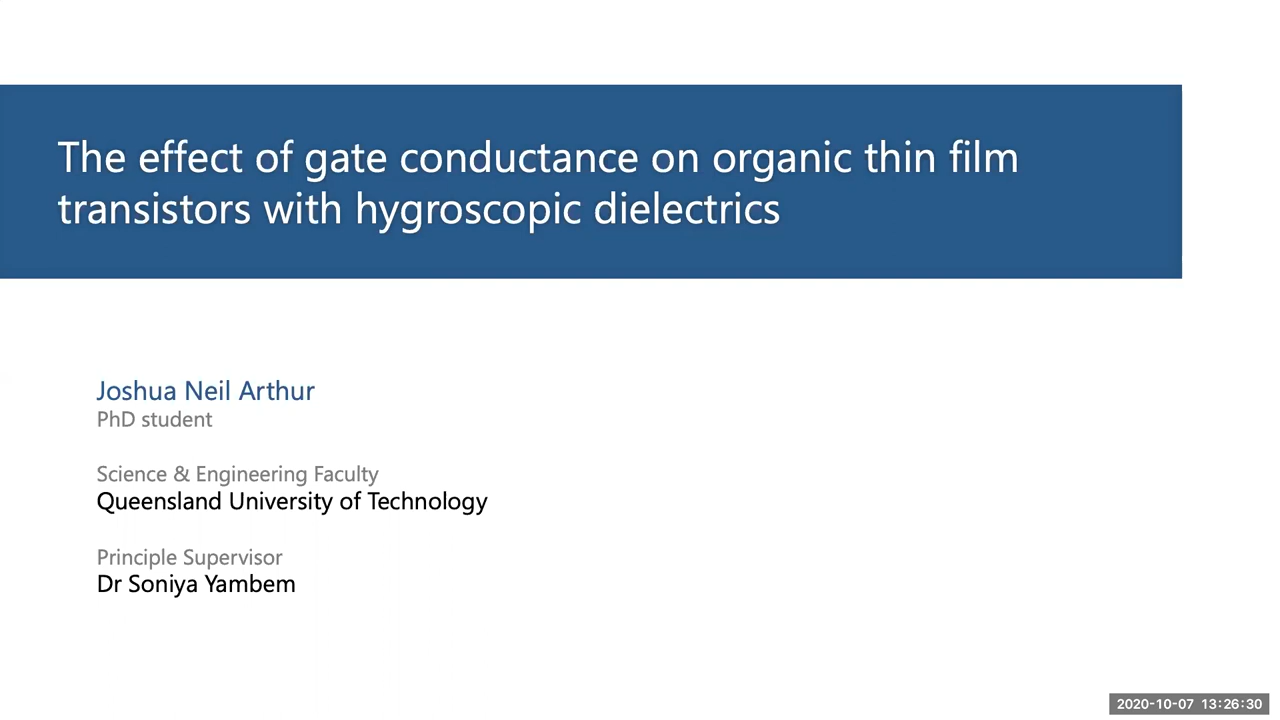 The effect of gate conductance on organic thin film
transistors with hygroscopic dielectrics
Joshua Neil Arthur
PhD student
Science & Engineering Faculty
Queensland University of Technology
Principle Supervisor
Dr Soniya Yambem
2020-10-07 13:26:30